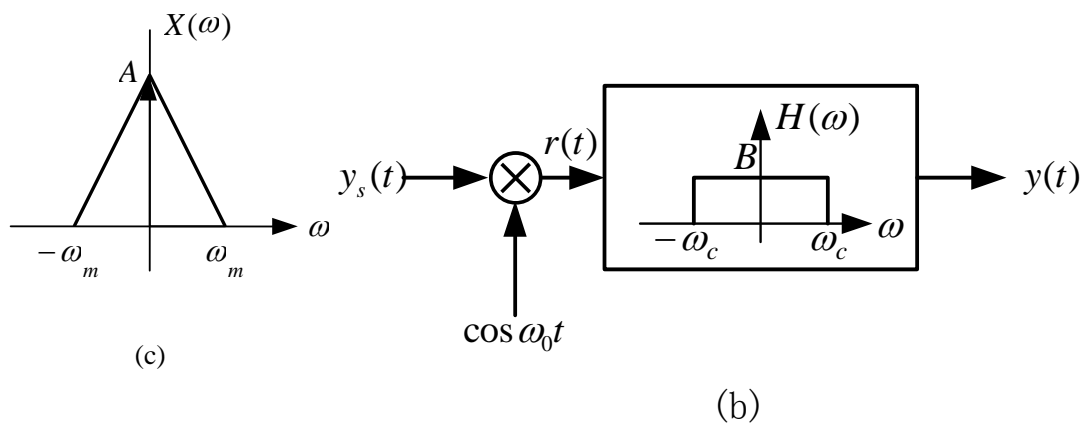 X(ω)
A
−ω_m
ω_m
ω
(c)
y_s(t)
r(t)
cos ω_0 t
H(ω)
B
−ω_c
ω_c
ω
y(t)
(b)